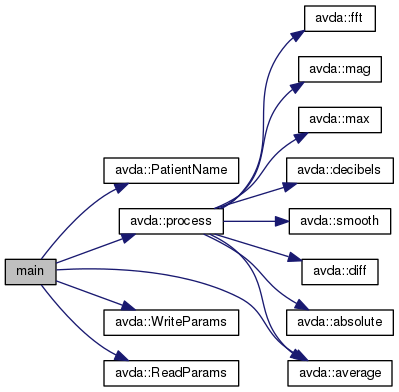 avda::fft
avda::mag
avda::max
avda::PatientName
avda::decibels
avda::process
avda::smooth
main
avda::diff
avda::WriteParams
avda::absolute
avda::ReadParams
avda::average